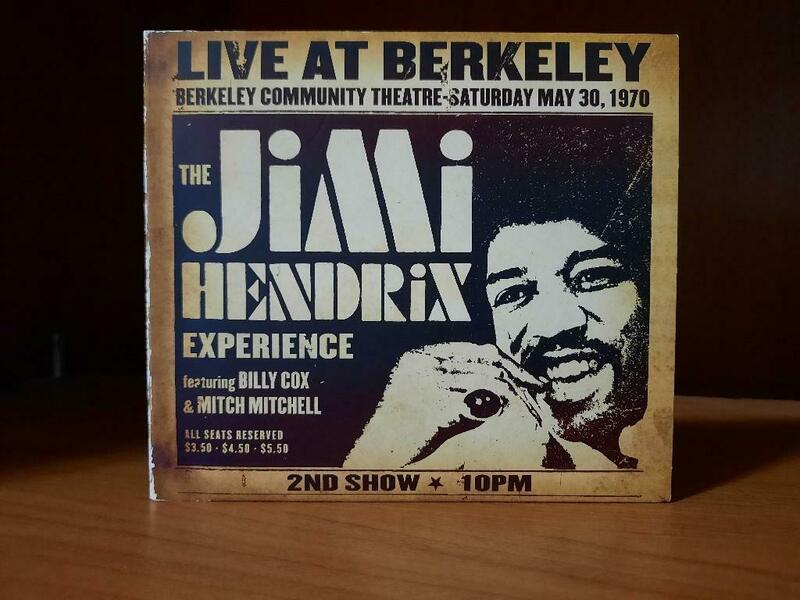 LIVE AT BERKELEY
BERKELEY COMMUNITY THEATRE-SATURDAY MAY 30, 1970
THE
JiMi
HENDRiX
EXPERIENCE
featuring BILLY COX
& MITCH MITCHELL
ALL SEATS RESERVED
$3.50 · $4.50 · $5.50
2ND SHOW ★ 10PM